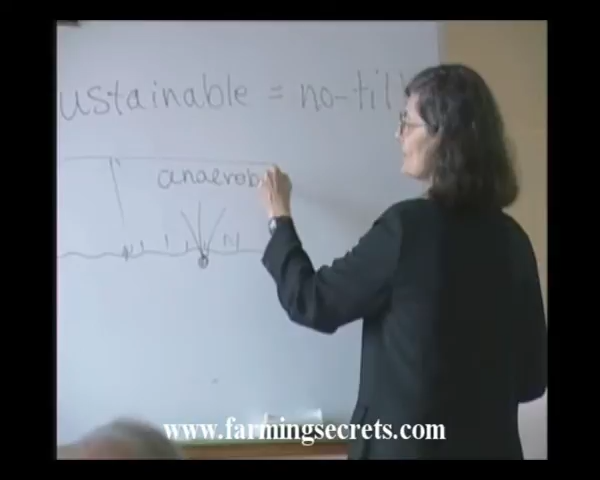 ustainable = no-til
anaerob
www.farmingsecrets.com